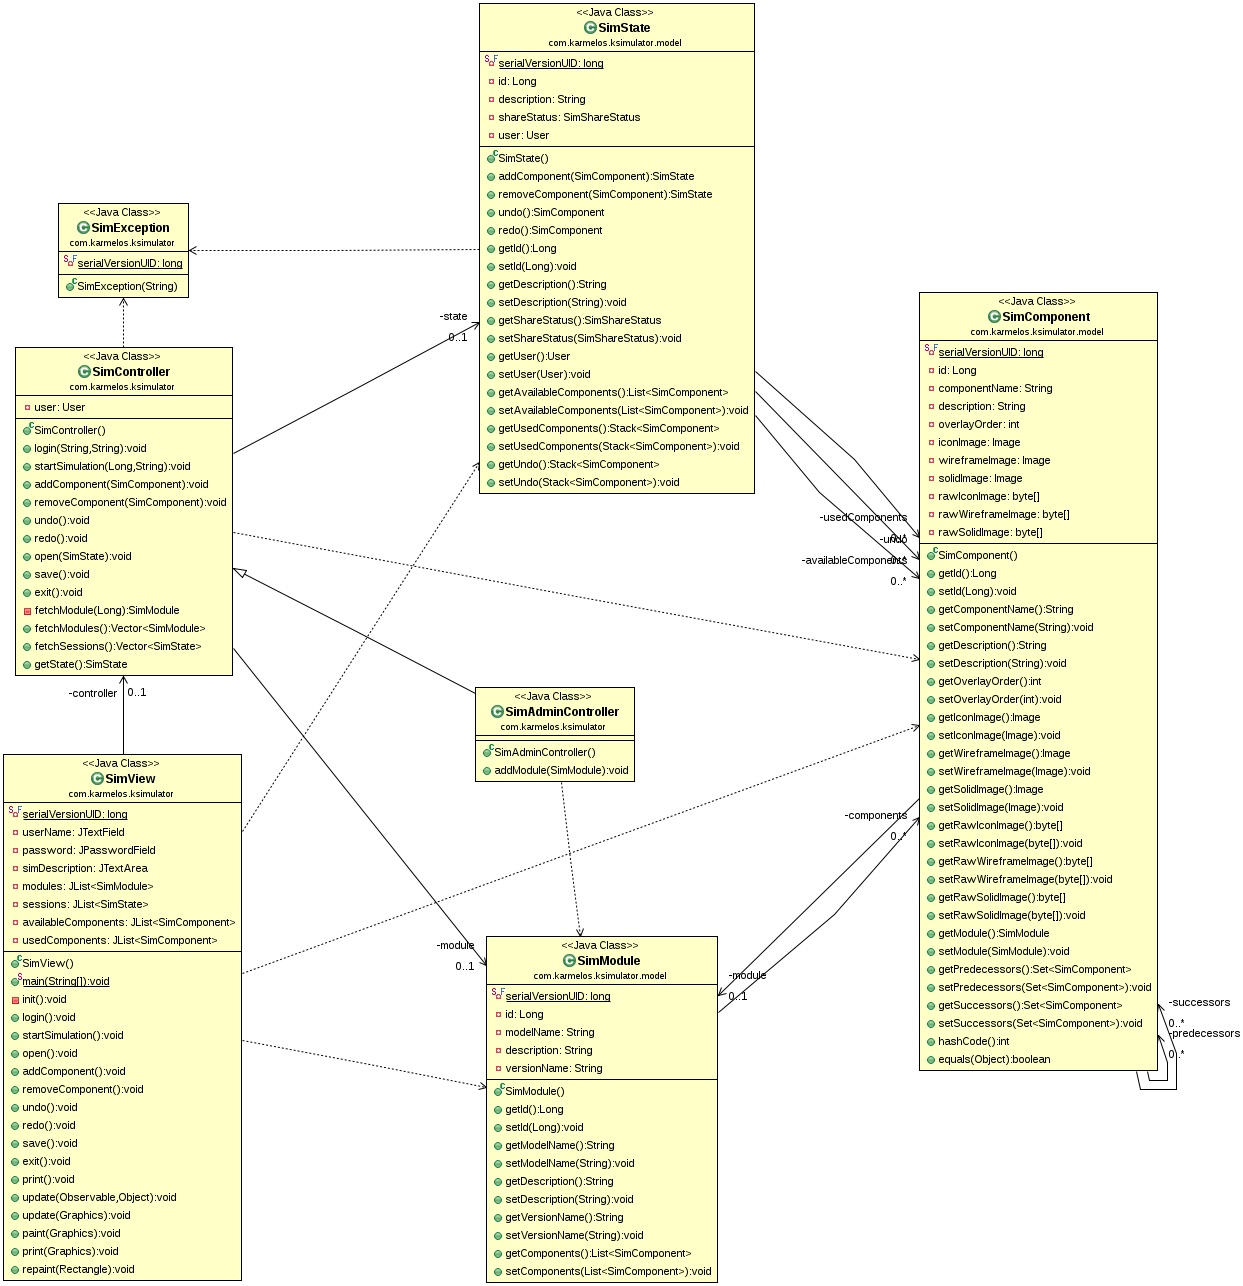 <<Java Class>>
SimState
com.karmelos.ksimulator.model
serialVersionUID: long
id: Long
description: String
shareStatus: SimShareStatus
user: User
SimState()
addComponent(SimComponent):SimState
removeComponent(SimComponent):SimState
undo():SimComponent
redo():SimComponent
getId():Long
setId(Long):void
getDescription():String
setDescription(String):void
getShareStatus():SimShareStatus
setShareStatus(SimShareStatus):void
getUser():User
setUser(User):void
getAvailableComponents():List<SimComponent>
setAvailableComponents(List<SimComponent>):void
getUsedComponents():Stack<SimComponent>
setUsedComponents(Stack<SimComponent>):void
getUndo():Stack<SimComponent>
setUndo(Stack<SimComponent>):void
<<Java Class>>
SimException
com.karmelos.ksimulator
serialVersionUID: long
SimException(String)
-state
0..1
<<Java Class>>
SimController
com.karmelos.ksimulator
user: User
SimController()
login(String,String):void
startSimulation(Long,String):void
addComponent(SimComponent):void
removeComponent(SimComponent):void
undo():void
redo():void
open(SimState):void
save():void
exit():void
fetchModule(Long):SimModule
fetchModules():Vector<SimModule>
fetchSessions():Vector<SimState>
getState():SimState
-usedComponents
0..*
-undo
0..*
-availableComponents
0..*
<<Java Class>>
SimComponent
com.karmelos.ksimulator.model
serialVersionUID: long
id: Long
componentName: String
description: String
overlayOrder: int
iconImage: Image
wireframeImage: Image
solidImage: Image
rawIconImage: byte[]
rawWireframeImage: byte[]
rawSolidImage: byte[]
SimComponent()
getId():Long
setId(Long):void
getComponentName():String
setComponentName(String):void
getDescription():String
setDescription(String):void
getOverlayOrder():int
setOverlayOrder(int):void
getIconImage():Image
setIconImage(Image):void
getWireframeImage():Image
setWireframeImage(Image):void
getSolidImage():Image
setSolidImage(Image):void
getRawIconImage():byte[]
setRawIconImage(byte[]):void
getRawWireframeImage():byte[]
setRawWireframeImage(byte[]):void
getRawSolidImage():byte[]
setRawSolidImage(byte[]):void
getModule():SimModule
setModule(SimModule):void
getPredecessors():Set<SimComponent>
setPredecessors(Set<SimComponent>):void
getSuccessors():Set<SimComponent>
setSuccessors(Set<SimComponent>):void
hashCode():int
equals(Object):boolean
-successors
0..*
-predecessors
0..*
-controller
0..1
<<Java Class>>
SimAdminController
com.karmelos.ksimulator
SimAdminController()
addModule(SimModule):void
-components
0..*
-module
0..1
-module
0..1
<<Java Class>>
SimView
com.karmelos.ksimulator
serialVersionUID: long
userName: JTextField
password: JPasswordField
simDescription: JTextArea
modules: JList<SimModule>
sessions: JList<SimState>
availableComponents: JList<SimComponent>
usedComponents: JList<SimComponent>
SimView()
main(String[]):void
init():void
login():void
startSimulation():void
open():void
addComponent():void
removeComponent():void
undo():void
redo():void
save():void
exit():void
print():void
update(Observable,Object):void
update(Graphics):void
paint(Graphics):void
print(Graphics):void
repaint(Rectangle):void
<<Java Class>>
SimModule
com.karmelos.ksimulator.model
serialVersionUID: long
id: Long
modelName: String
description: String
versionName: String
SimModule()
getId():Long
setId(Long):void
getModelName():String
setModelName(String):void
getDescription():String
setDescription(String):void
getVersionName():String
setVersionName(String):void
getComponents():List<SimComponent>
setComponents(List<SimComponent>):void